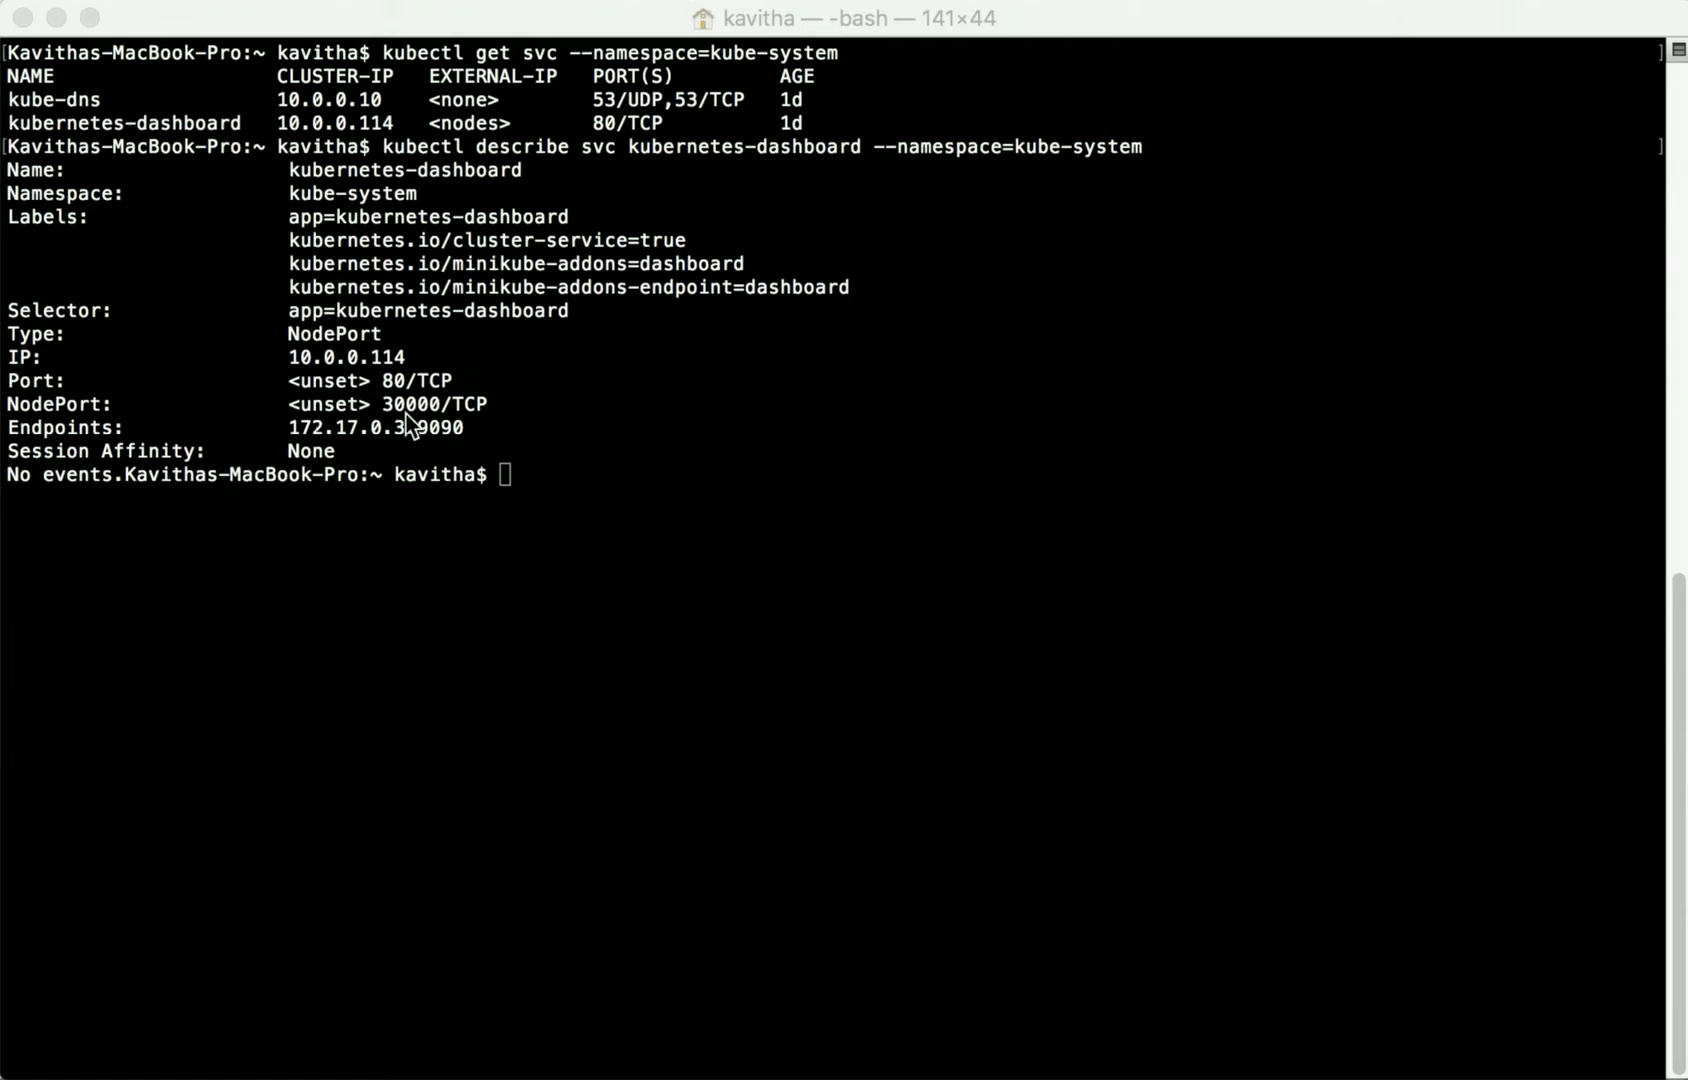 kavitha — -bash — 141×44
[Kavithas-MacBook-Pro:~ kavitha$ kubectl get svc --namespace=kube-system ]
NAME CLUSTER-IP EXTERNAL-IP PORT(S) AGE
kube-dns 10.0.0.10 <none> 53/UDP,53/TCP 1d
kubernetes-dashboard 10.0.0.114 <nodes> 80/TCP 1d
[Kavithas-MacBook-Pro:~ kavitha$ kubectl describe svc kubernetes-dashboard --namespace=kube-system ]
Name: kubernetes-dashboard
Namespace: kube-system
Labels: app=kubernetes-dashboard
kubernetes.io/cluster-service=true
kubernetes.io/minikube-addons=dashboard
kubernetes.io/minikube-addons-endpoint=dashboard
Selector: app=kubernetes-dashboard
Type: NodePort
IP: 10.0.0.114
Port: <unset> 80/TCP
NodePort: <unset> 30000/TCP
Endpoints: 172.17.0.3:9090
Session Affinity: None
No events.Kavithas-MacBook-Pro:~ kavitha$